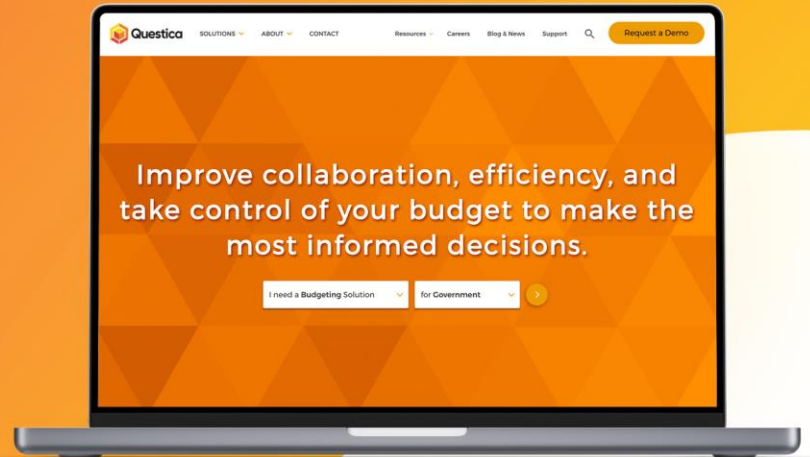 Questica SOLUTIONS ABOUT CONTACT Resources Careers Blog & News Support Request a Demo
Improve collaboration, efficiency, and
take control of your budget to make the
most informed decisions.
I need a Budgeting Solution for Government